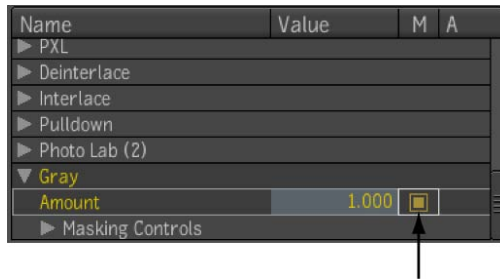 Name Value M A
PXL
Deinterlace
Interlace
Pulldown
Photo Lab (2)
Gray
Amount 1.000
Masking Controls